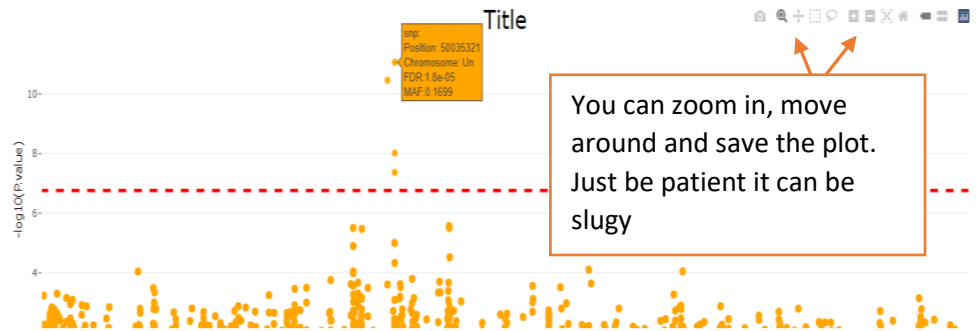 Title
snp:
Position: 50035321
Chromosome: Un
FDR:1.8e-05
MAF:0.1699
You can zoom in, move
around and save the plot.
Just be patient it can be
slugy
-log10(P.value)
10
8
6
4